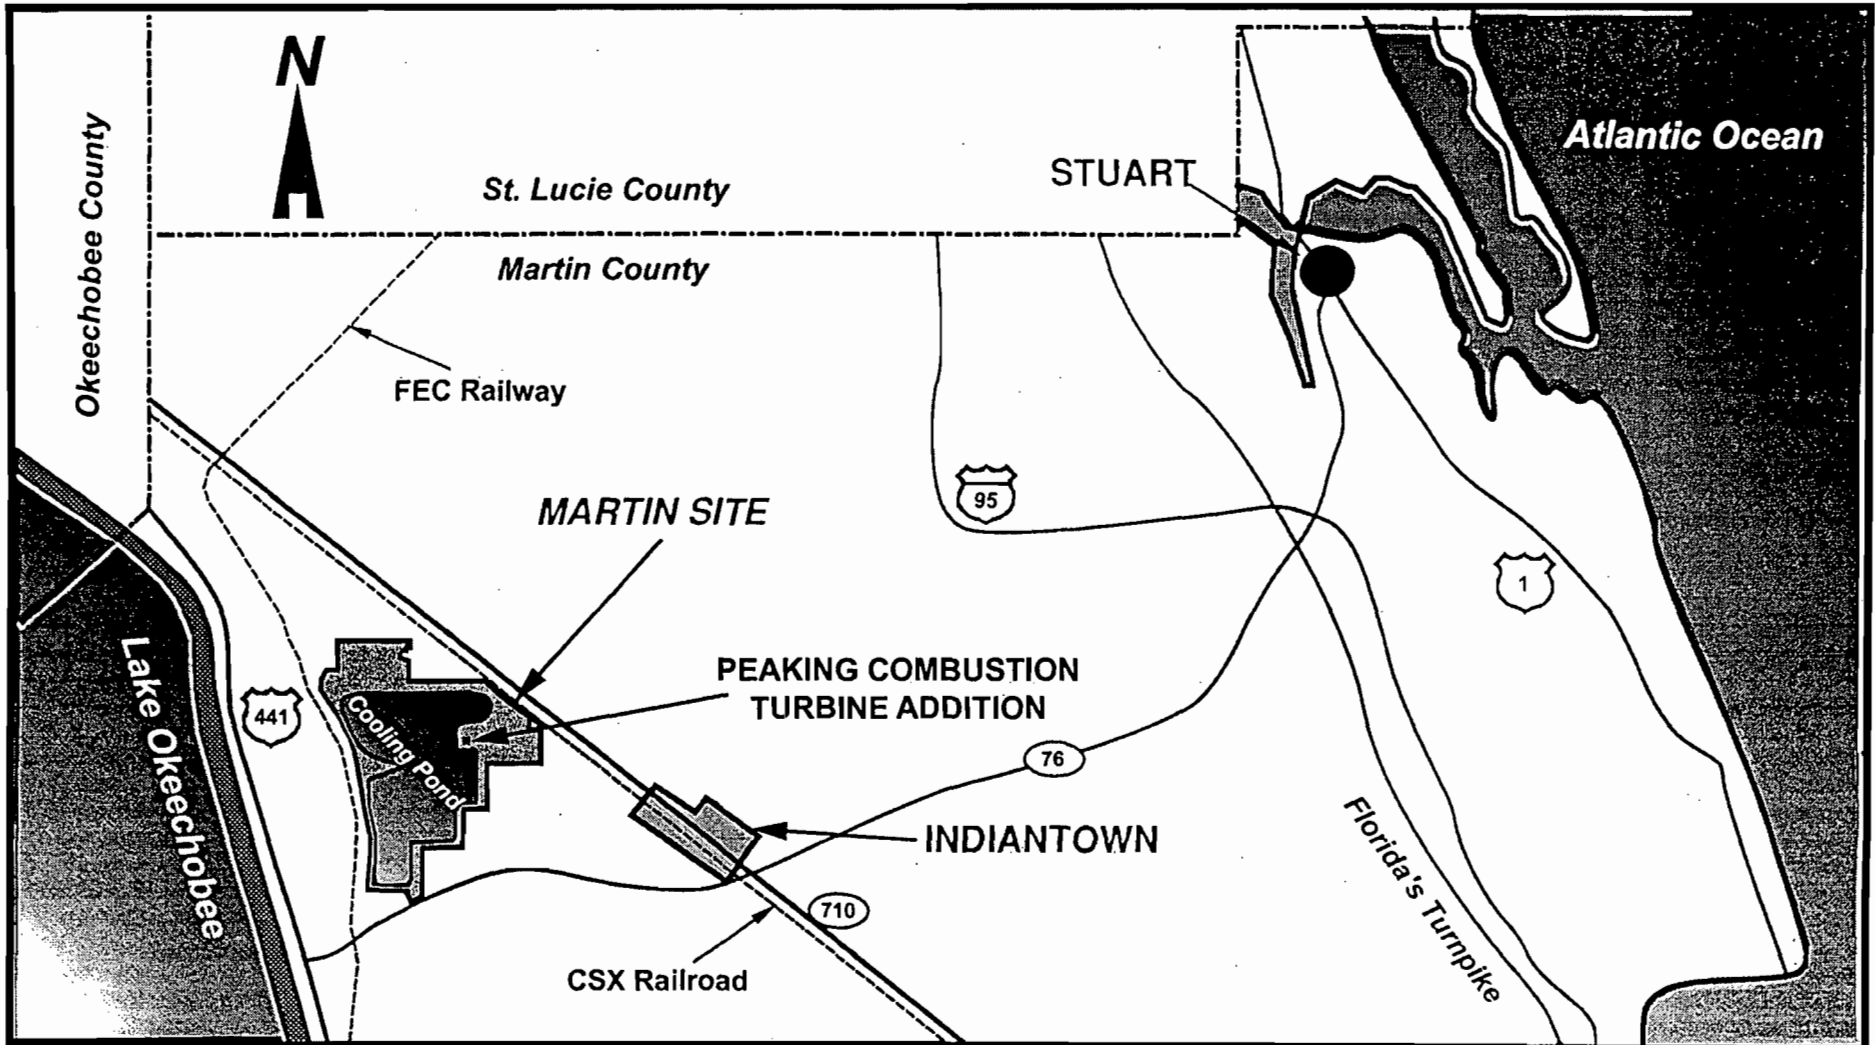 N
Okeechobee County
St. Lucie County
Martin County
STUART
Atlantic Ocean
FEC Railway
MARTIN SITE
95
1
PEAKING COMBUSTION
TURBINE ADDITION
441
Cooling Pond
Lake Okeechobee
76
INDIANTOWN
710
CSX Railroad
Florida's Turnpike